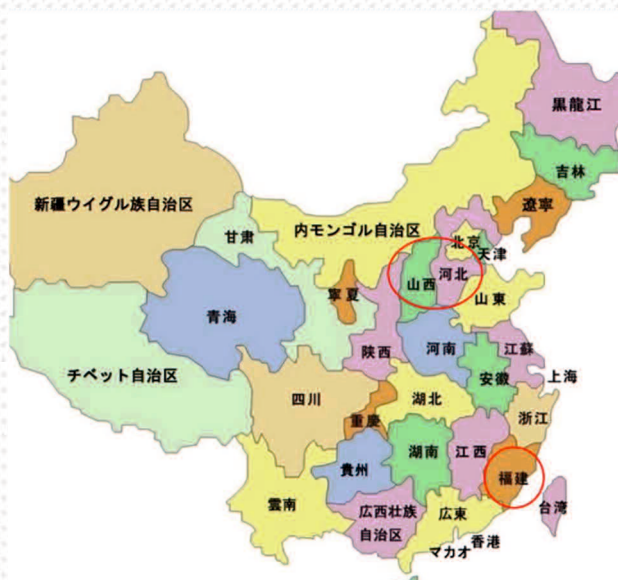 黒龍江
吉林
遼寧
新疆ウイグル族自治区
甘肃
内モンゴル自治区
北京
天津
河北
山西
寧夏
山東
青海
陕西
河南
江蘇
チベット自治区
安徽
上海
四川
湖北
浙江
重慶
湖南
江西
貴州
福建
雲南
広西壮族
自治区
広東
台湾
香港
マカオ